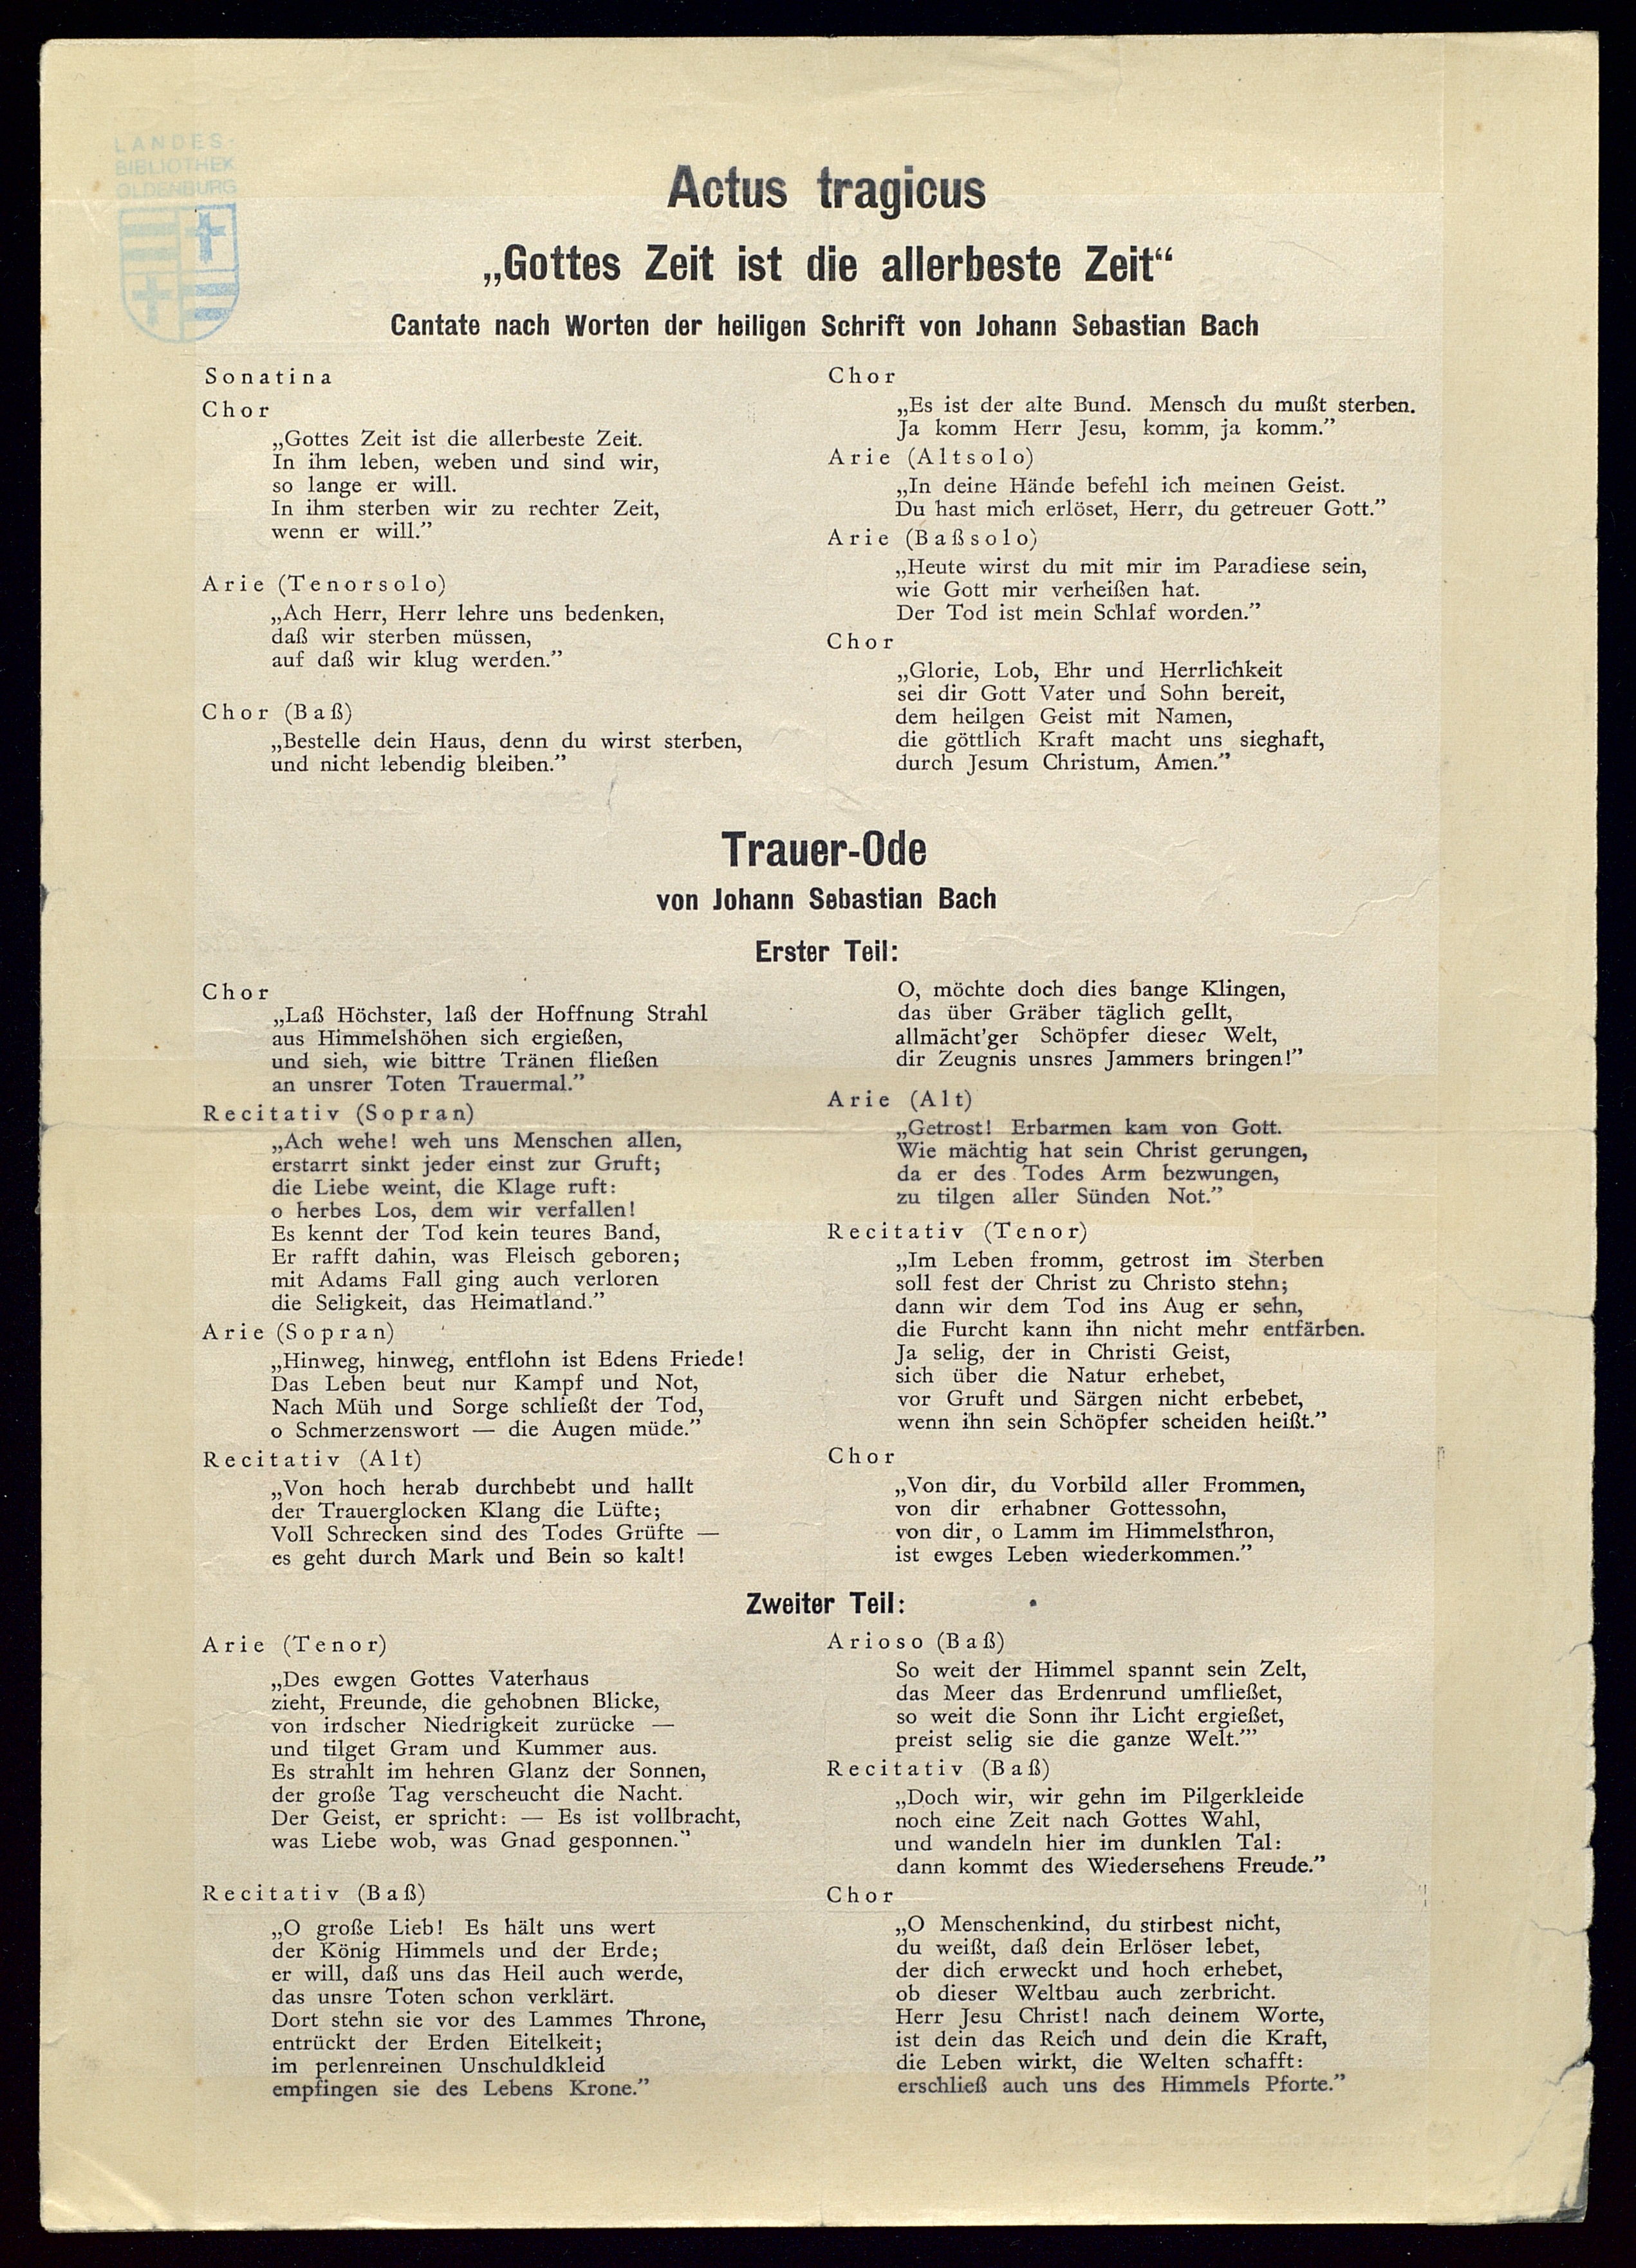 LANDES-
BIBLIOTHEK
OLDENBURG
Actus tragicus
„Gottes Zeit ist die allerbeste Zeit“
Cantate nach Worten der heiligen Schrift von Johann Sebastian Bach
Sonatina
Chor
„Gottes Zeit ist die allerbeste Zeit.
In ihm leben, weben und sind wir,
so lange er will.
In ihm sterben wir zu rechter Zeit,
wenn er will.”
Arie (Tenorsolo)
„Ach Herr, Herr lehre uns bedenken,
daß wir sterben müssen,
auf daß wir klug werden.”
Chor (Baß)
„Bestelle dein Haus, denn du wirst sterben,
und nicht lebendig bleiben.”
Chor
„Es ist der alte Bund. Mensch du mußt sterben.
Ja komm Herr Jesu, komm, ja komm.”
Arie (Altsolo)
„In deine Hände befehl ich meinen Geist.
Du hast mich erlöset, Herr, du getreuer Gott.”
Arie (Baßsolo)
„Heute wirst du mit mir im Paradiese sein,
wie Gott mir verheißen hat.
Der Tod ist mein Schlaf worden.”
Chor
„Glorie, Lob, Ehr und Herrlichkeit
sei dir Gott Vater und Sohn bereit,
dem heilgen Geist mit Namen,
die göttlich Kraft macht uns sieghaft,
durch Jesum Christum, Amen.”
Trauer-Ode
von Johann Sebastian Bach
Erster Teil:
Chor
„Laß Höchster, laß der Hoffnung Strahl
aus Himmelshöhen sich ergießen,
und sieh, wie bittre Tränen fließen
an unsrer Toten Trauermal.”
Recitativ (Sopran)
„Ach wehe! weh uns Menschen allen,
erstarrt sinkt jeder einst zur Gruft;
die Liebe weint, die Klage ruft:
o herbes Los, dem wir verfallen!
Es kennt der Tod kein teures Band,
Er rafft dahin, was Fleisch geboren;
mit Adams Fall ging auch verloren
die Seligkeit, das Heimatland.”
Arie (Sopran)
„Hinweg, hinweg, entflohn ist Edens Friede!
Das Leben beut nur Kampf und Not,
Nach Müh und Sorge schließt der Tod,
o Schmerzenswort — die Augen müde.”
Recitativ (Alt)
„Von hoch herab durchbebt und hallt
der Trauerglocken Klang die Lüfte;
Voll Schrecken sind des Todes Grüfte —
es geht durch Mark und Bein so kalt!
O, möchte doch dies bange Klingen,
das über Gräber täglich gellt,
allmächt'ger Schöpfer dieser Welt,
dir Zeugnis unsres Jammers bringen!”
Arie (Alt)
„Getrost! Erbarmen kam von Gott.
Wie mächtig hat sein Christ gerungen,
da er des Todes Arm bezwungen,
zu tilgen aller Sünden Not.”
Recitativ (Tenor)
„Im Leben fromm, getrost im Sterben
soll fest der Christ zu Christo stehn;
dann wir dem Tod ins Aug er sehn,
die Furcht kann ihn nicht mehr entfärben.
Ja selig, der in Christi Geist,
sich über die Natur erhebet,
vor Gruft und Särgen nicht erbebet,
wenn ihn sein Schöpfer scheiden heißt.”
Chor
„Von dir, du Vorbild aller Frommen,
von dir erhabner Gottessohn,
von dir, o Lamm im Himmelsthron,
ist ewges Leben wiederkommen.”
Zweiter Teil:
Arie (Tenor)
„Des ewgen Gottes Vaterhaus
zieht, Freunde, die gehobnen Blicke,
von irdscher Niedrigkeit zurücke —
und tilget Gram und Kummer aus.
Es strahlt im hehren Glanz der Sonnen,
der große Tag verscheucht die Nacht.
Der Geist, er spricht: — Es ist vollbracht,
was Liebe wob, was Gnad gesponnen.”
Recitativ (Baß)
„O große Lieb! Es hält uns wert
der König Himmels und der Erde;
er will, daß uns das Heil auch werde,
das unsre Toten schon verklärt.
Dort stehn sie vor des Lammes Throne,
entrückt der Erden Eitelkeit;
im perlenreinen Unschuldkleid
empfingen sie des Lebens Krone.”
Arioso (Baß)
So weit der Himmel spannt sein Zelt,
das Meer das Erdenrund umfließet,
so weit die Sonn ihr Licht ergießet,
preist selig sie die ganze Welt.”’
Recitativ (Baß)
„Doch wir, wir gehn im Pilgerkleide
noch eine Zeit nach Gottes Wahl,
und wandeln hier im dunklen Tal:
dann kommt des Wiedersehens Freude.”
Chor
„O Menschenkind, du stirbest nicht,
du weißt, daß dein Erlöser lebet,
der dich erweckt und hoch erhebet,
ob dieser Weltbau auch zerbricht.
Herr Jesu Christ! nach deinem Worte,
ist dein das Reich und dein die Kraft,
die Leben wirkt, die Welten schafft:
erschließ auch uns des Himmels Pforte.”